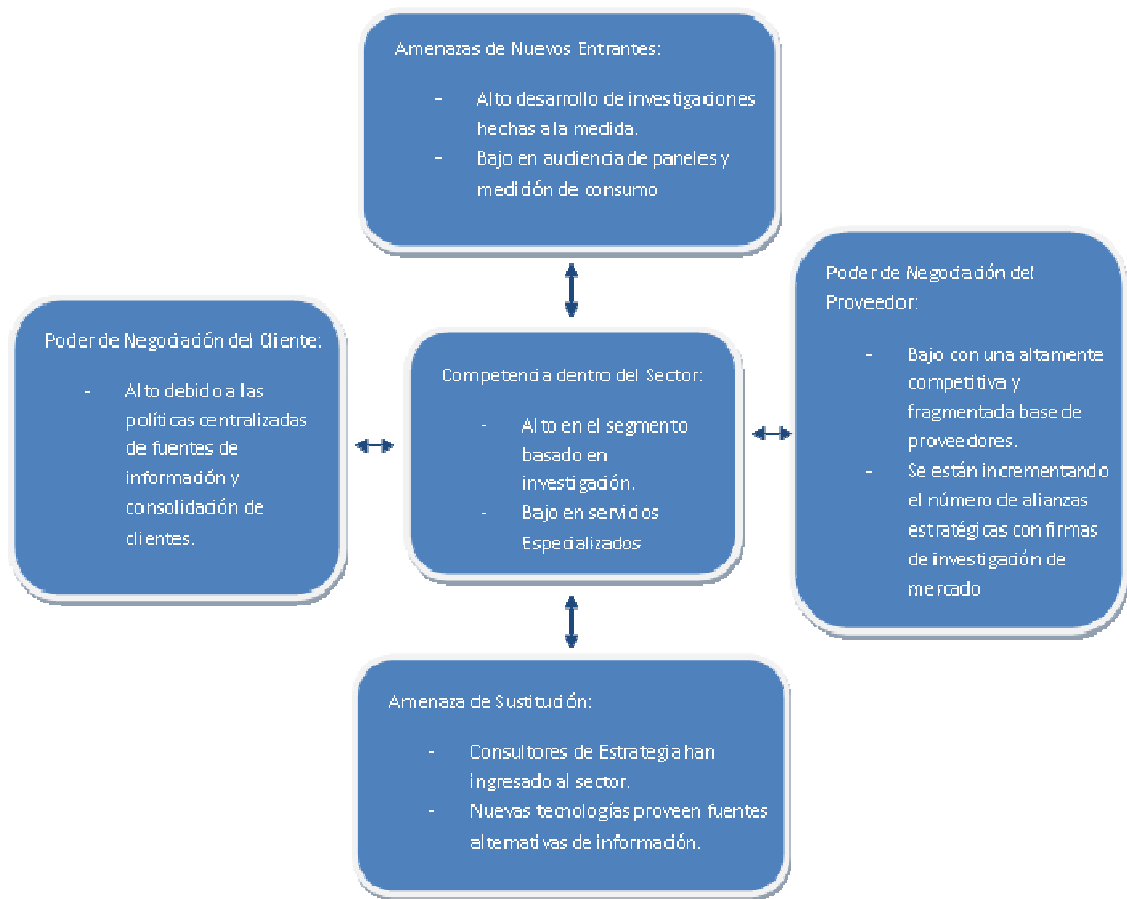 Amenazas de Nuevos Entrantes:
- Alto desarrollo de investigaciones
hechas a la medida.
- Bajo en audiencia de paneles y
medición de consumo
Poder de Negociación del Cliente:
- Alto debido a las
políticas centralizadas
de fuentes de
información y
consolidación de
clientes.
Competencia dentro del Sector:
- Alto en el segmento
basado en
investigación.
- Bajo en servicios
Especializados
Poder de Negociación del
Proveedor:
- Bajo con una altamente
competitiva y
fragmentada base de
proveedores.
- Se están incrementando
el número de alianzas
estratégicas con firmas
de investigación de
mercado
Amenaza de Sustitución:
- Consultores de Estrategia han
ingresado al sector.
- Nuevas tecnologías proveen fuentes
alternativas de información.